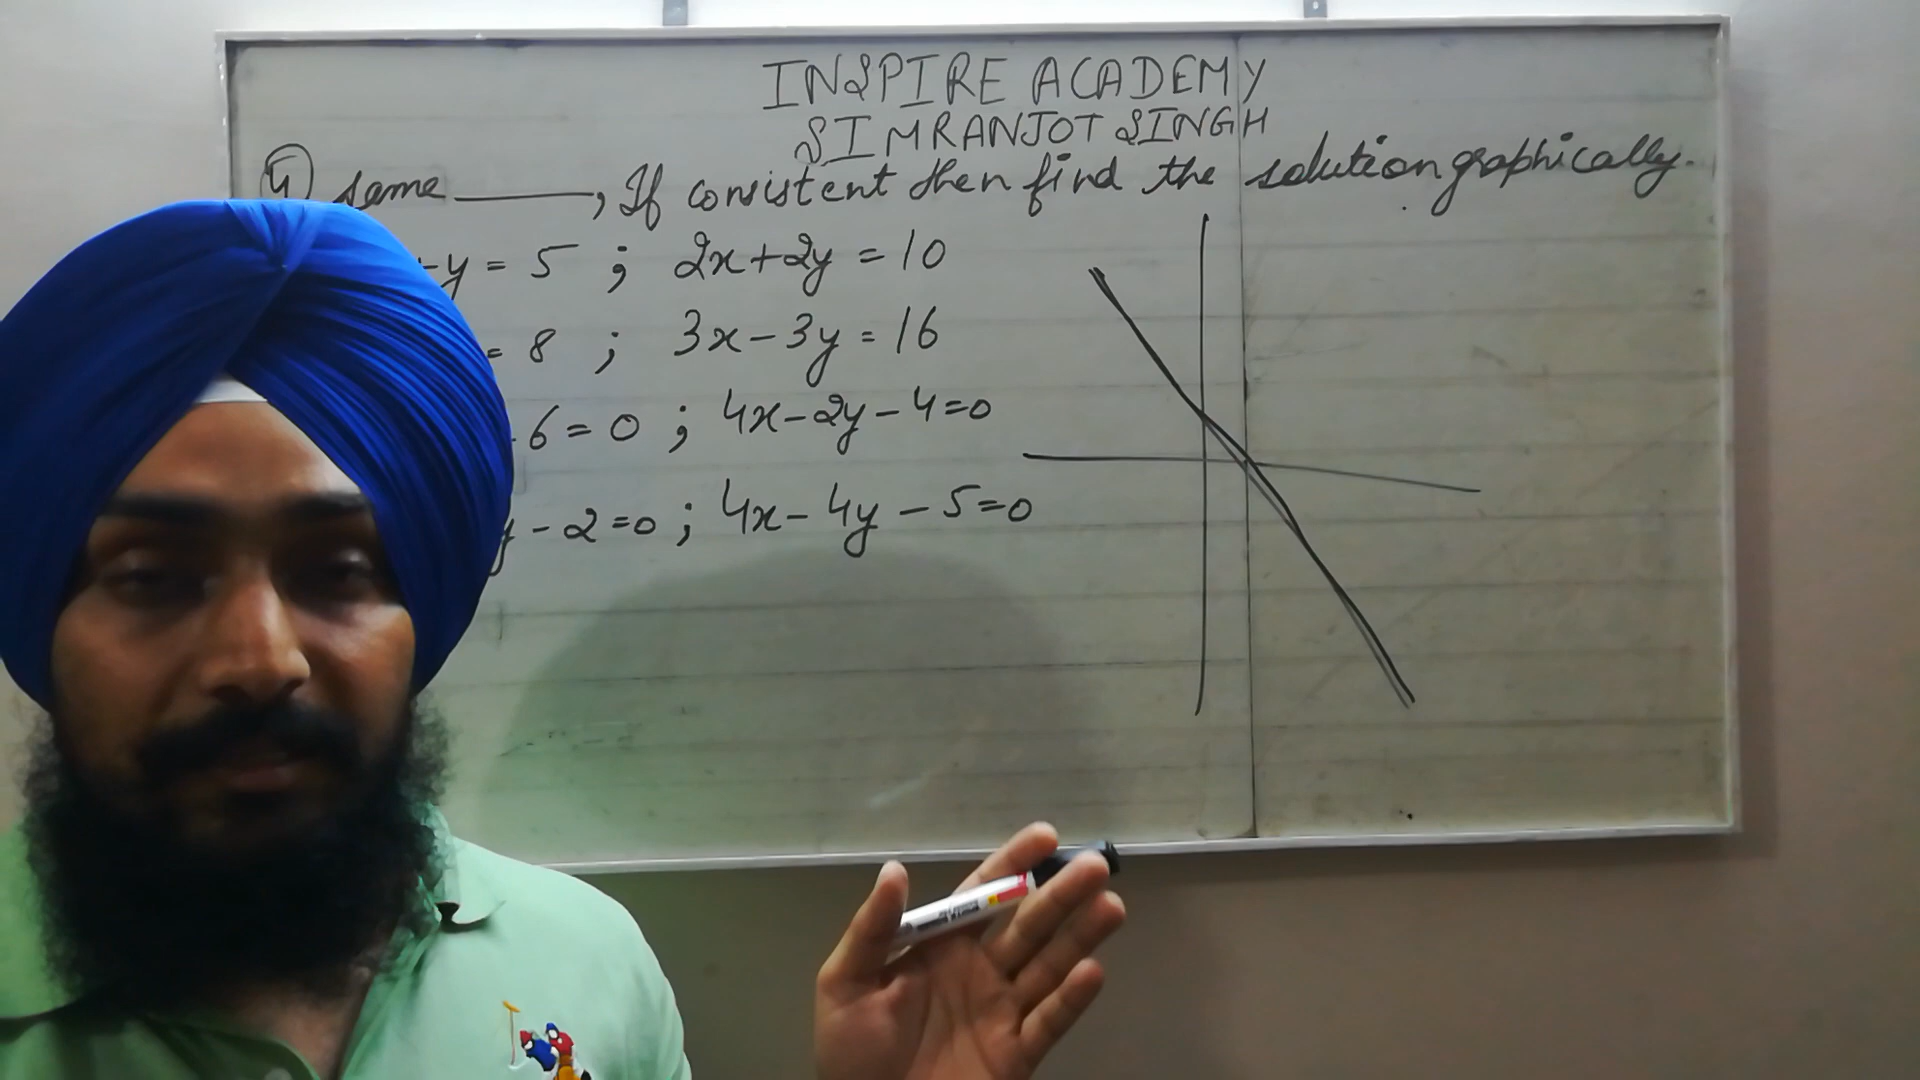 INSPIRE ACADEMY
SIMRANJOT SINGH
4) same ———, If consistent then find the solution graphically.
y = 5 ; 2x+2y = 10
= 8 ; 3x-3y = 16
- 6 = 0 ; 4x-2y-4=0
y - 2=0 ; 4x-4y-5=0